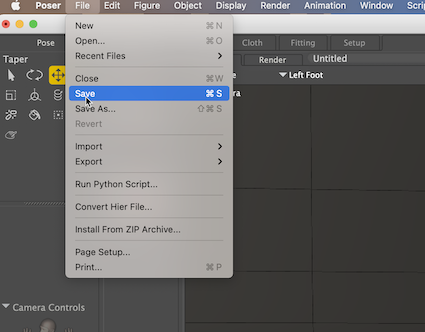 Poser File Edit Figure Object Display Render Animation Window
Pose Cloth Fitting Setup
Taper Render Untitled
Left Foot
New ⌘ N
Open... ⌘ O
Recent Files
Close ⌘ W
Save ⌘ S
Save As... ⇧ ⌘ S
Revert
Import
Export
Run Python Script...
Convert Hier File...
Install From ZIP Archive...
Page Setup...
Print... ⌘ P
Camera Controls